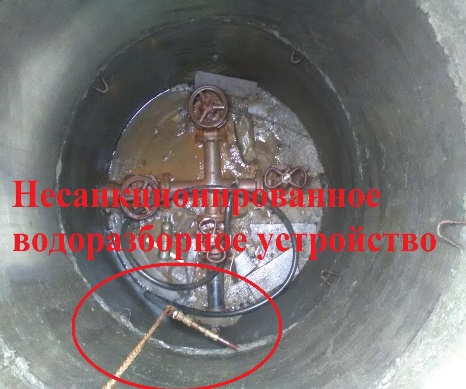 Несанкционированное
водоразборное устройство